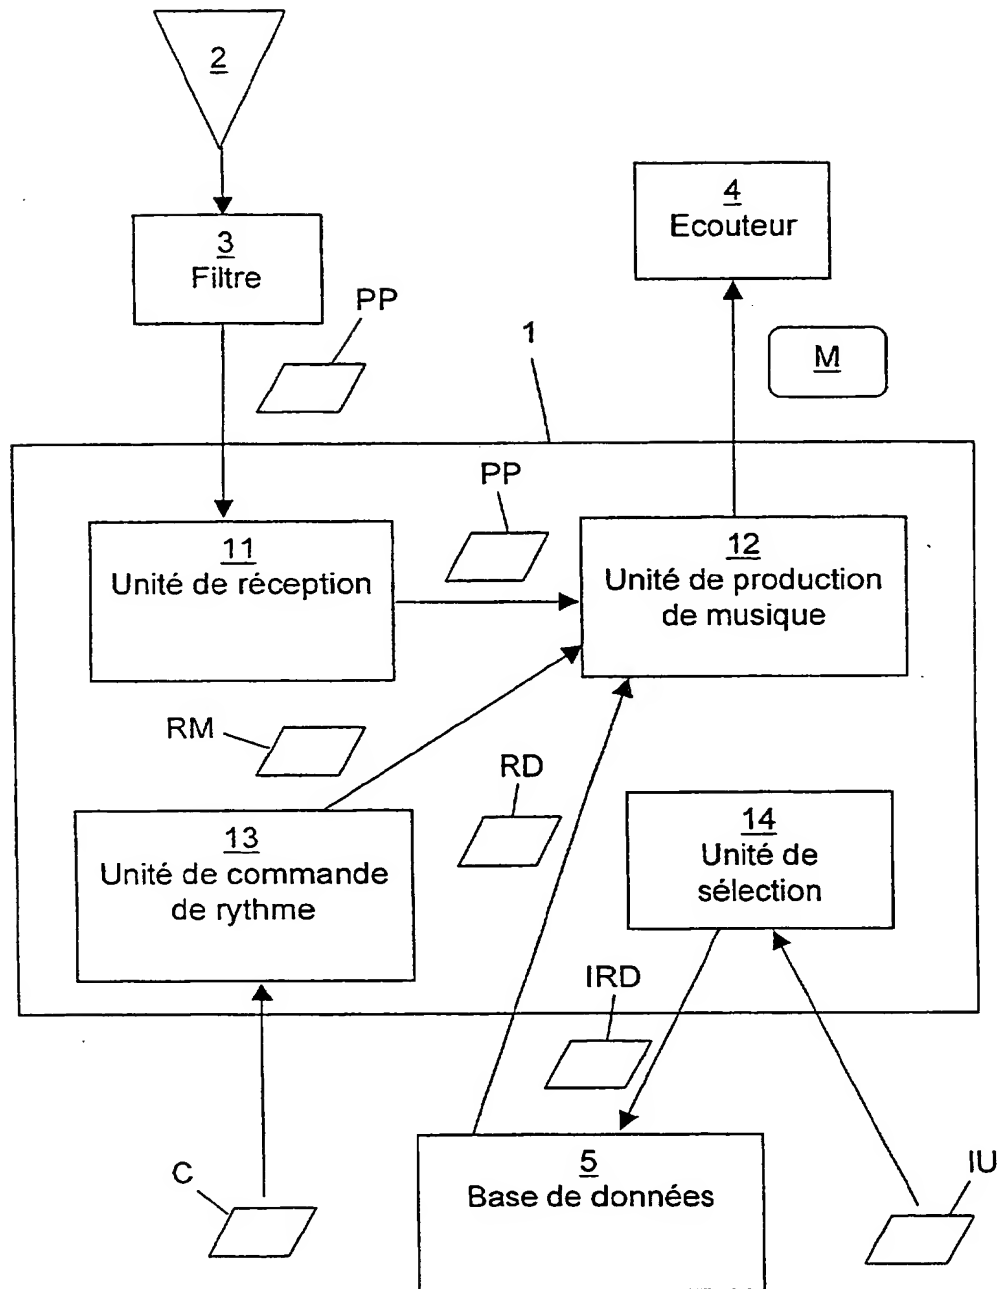 2
3
Filtre
4
Ecouteur
PP
1
M
PP
11
Unité de réception
12
Unité de production
de musique
RM
RD
13
Unité de commande
de rythme
14
Unité de
sélection
IRD
C
5
Base de données
IU